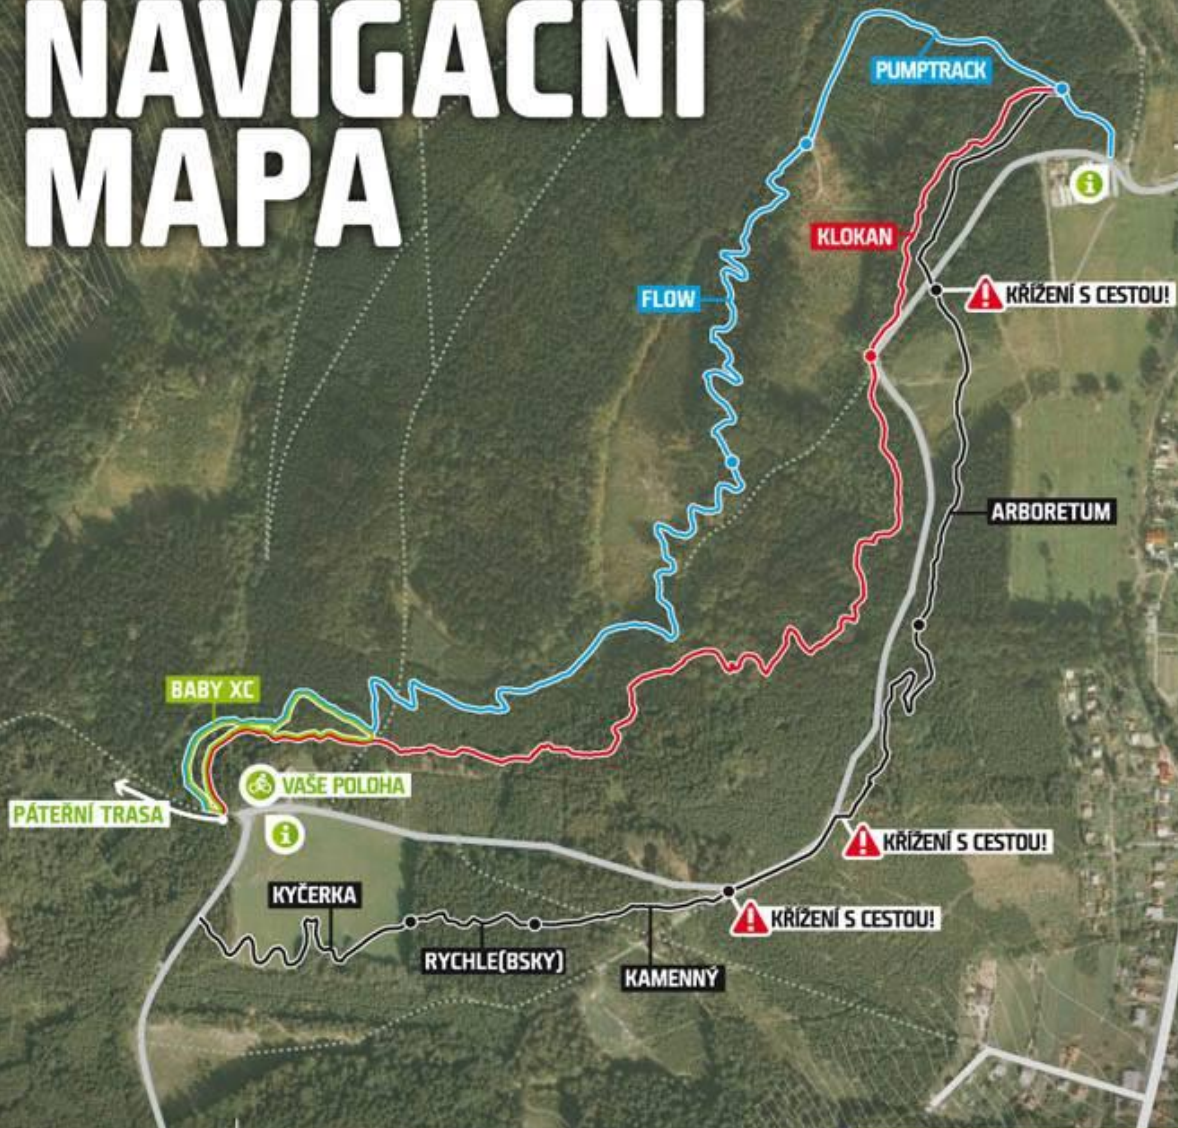 NAVIGAČNÍ
MAPA
PUMPTRACK
KLOKAN
FLOW
KŘÍŽENÍ S CESTOU!
ARBORETUM
BABY XC
VAŠE POLOHA
PÁTEŘNÍ TRASA
KŘÍŽENÍ S CESTOU!
KYČERKA
KŘÍŽENÍ S CESTOU!
RYCHLE(BSKY)
KAMENNÝ